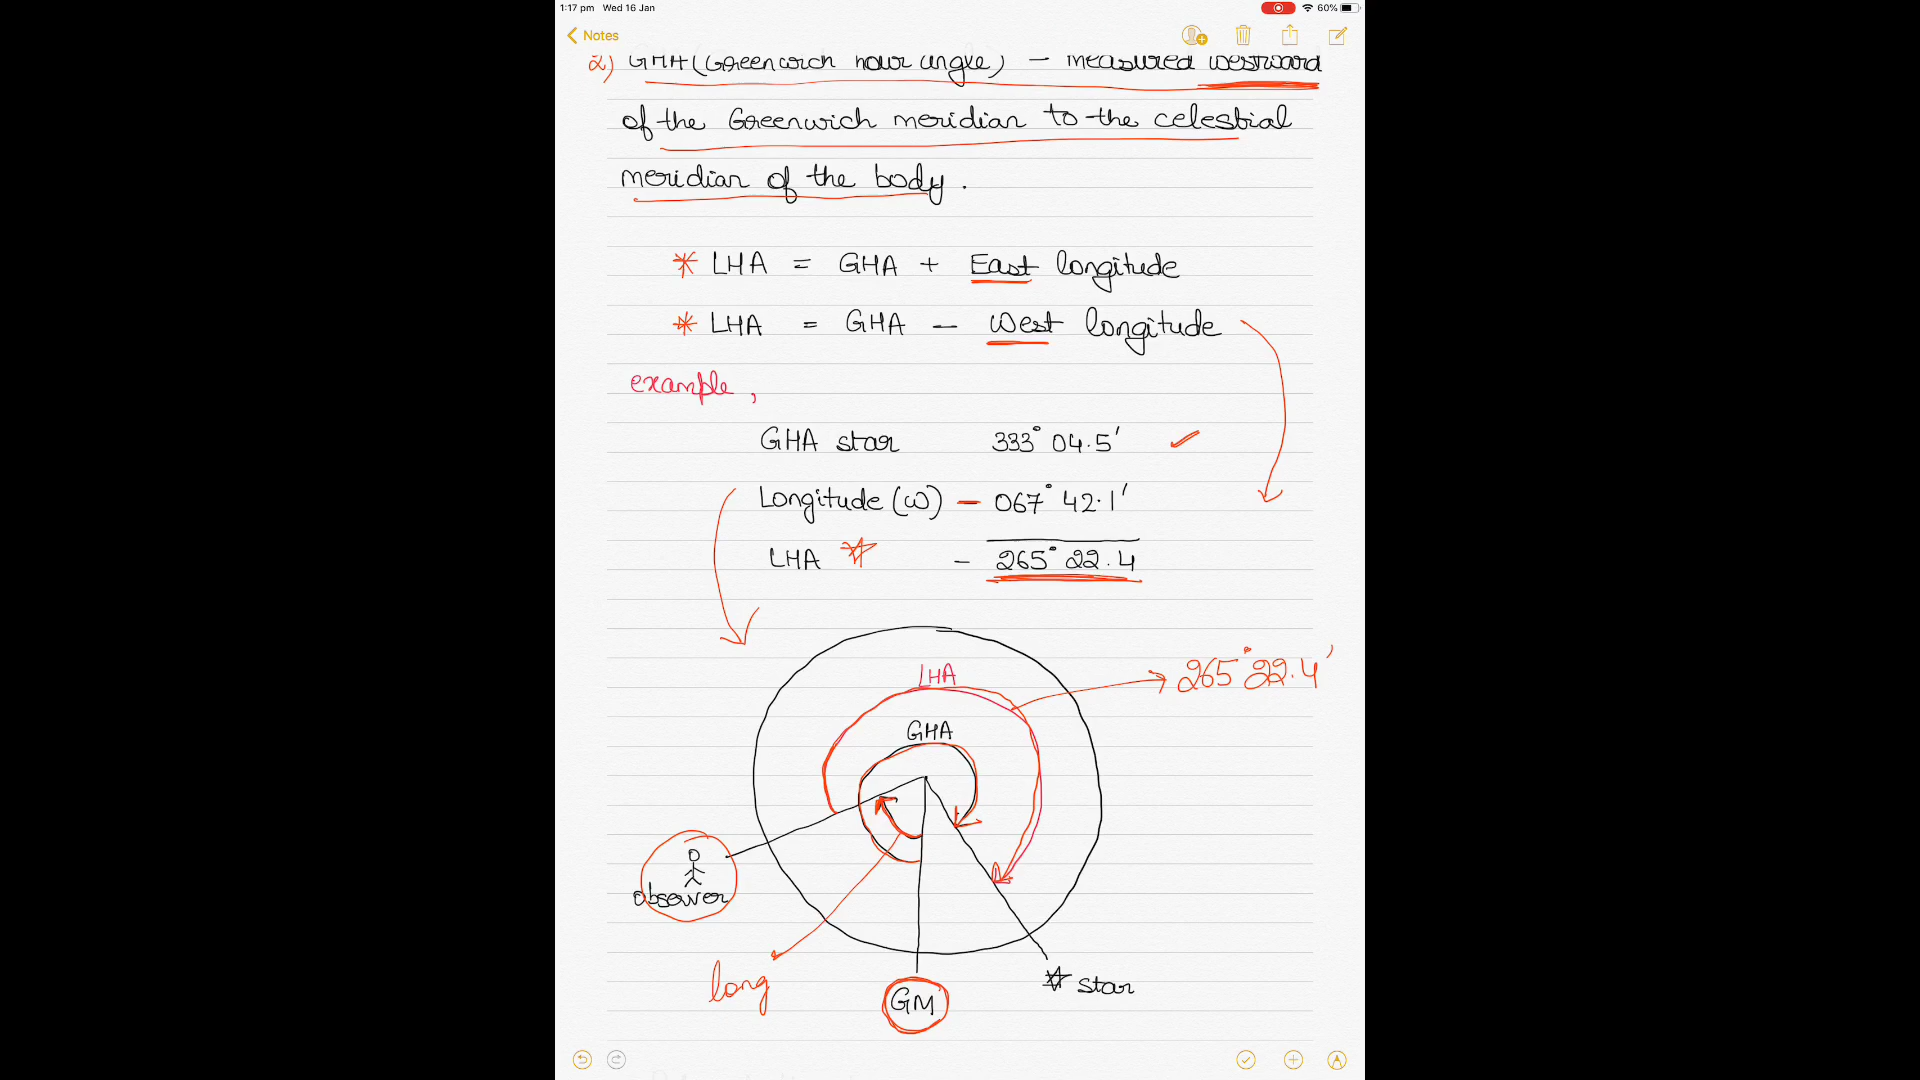 1:17 pm Wed 16 Jan 60%
Notes
2) GHA (Greenwich hour angle) - measured westward
of the Greenwich meridian to the celestial
meridian of the body.
* LHA = GHA + East longitude
* LHA = GHA - West longitude
example,
GHA star 333° 04.5'
Longitude (W) - 067° 42.1'
LHA ☆ - 265° 22.4
LHA
265° 22.4'
GHA
observer
long
GM
☆ star